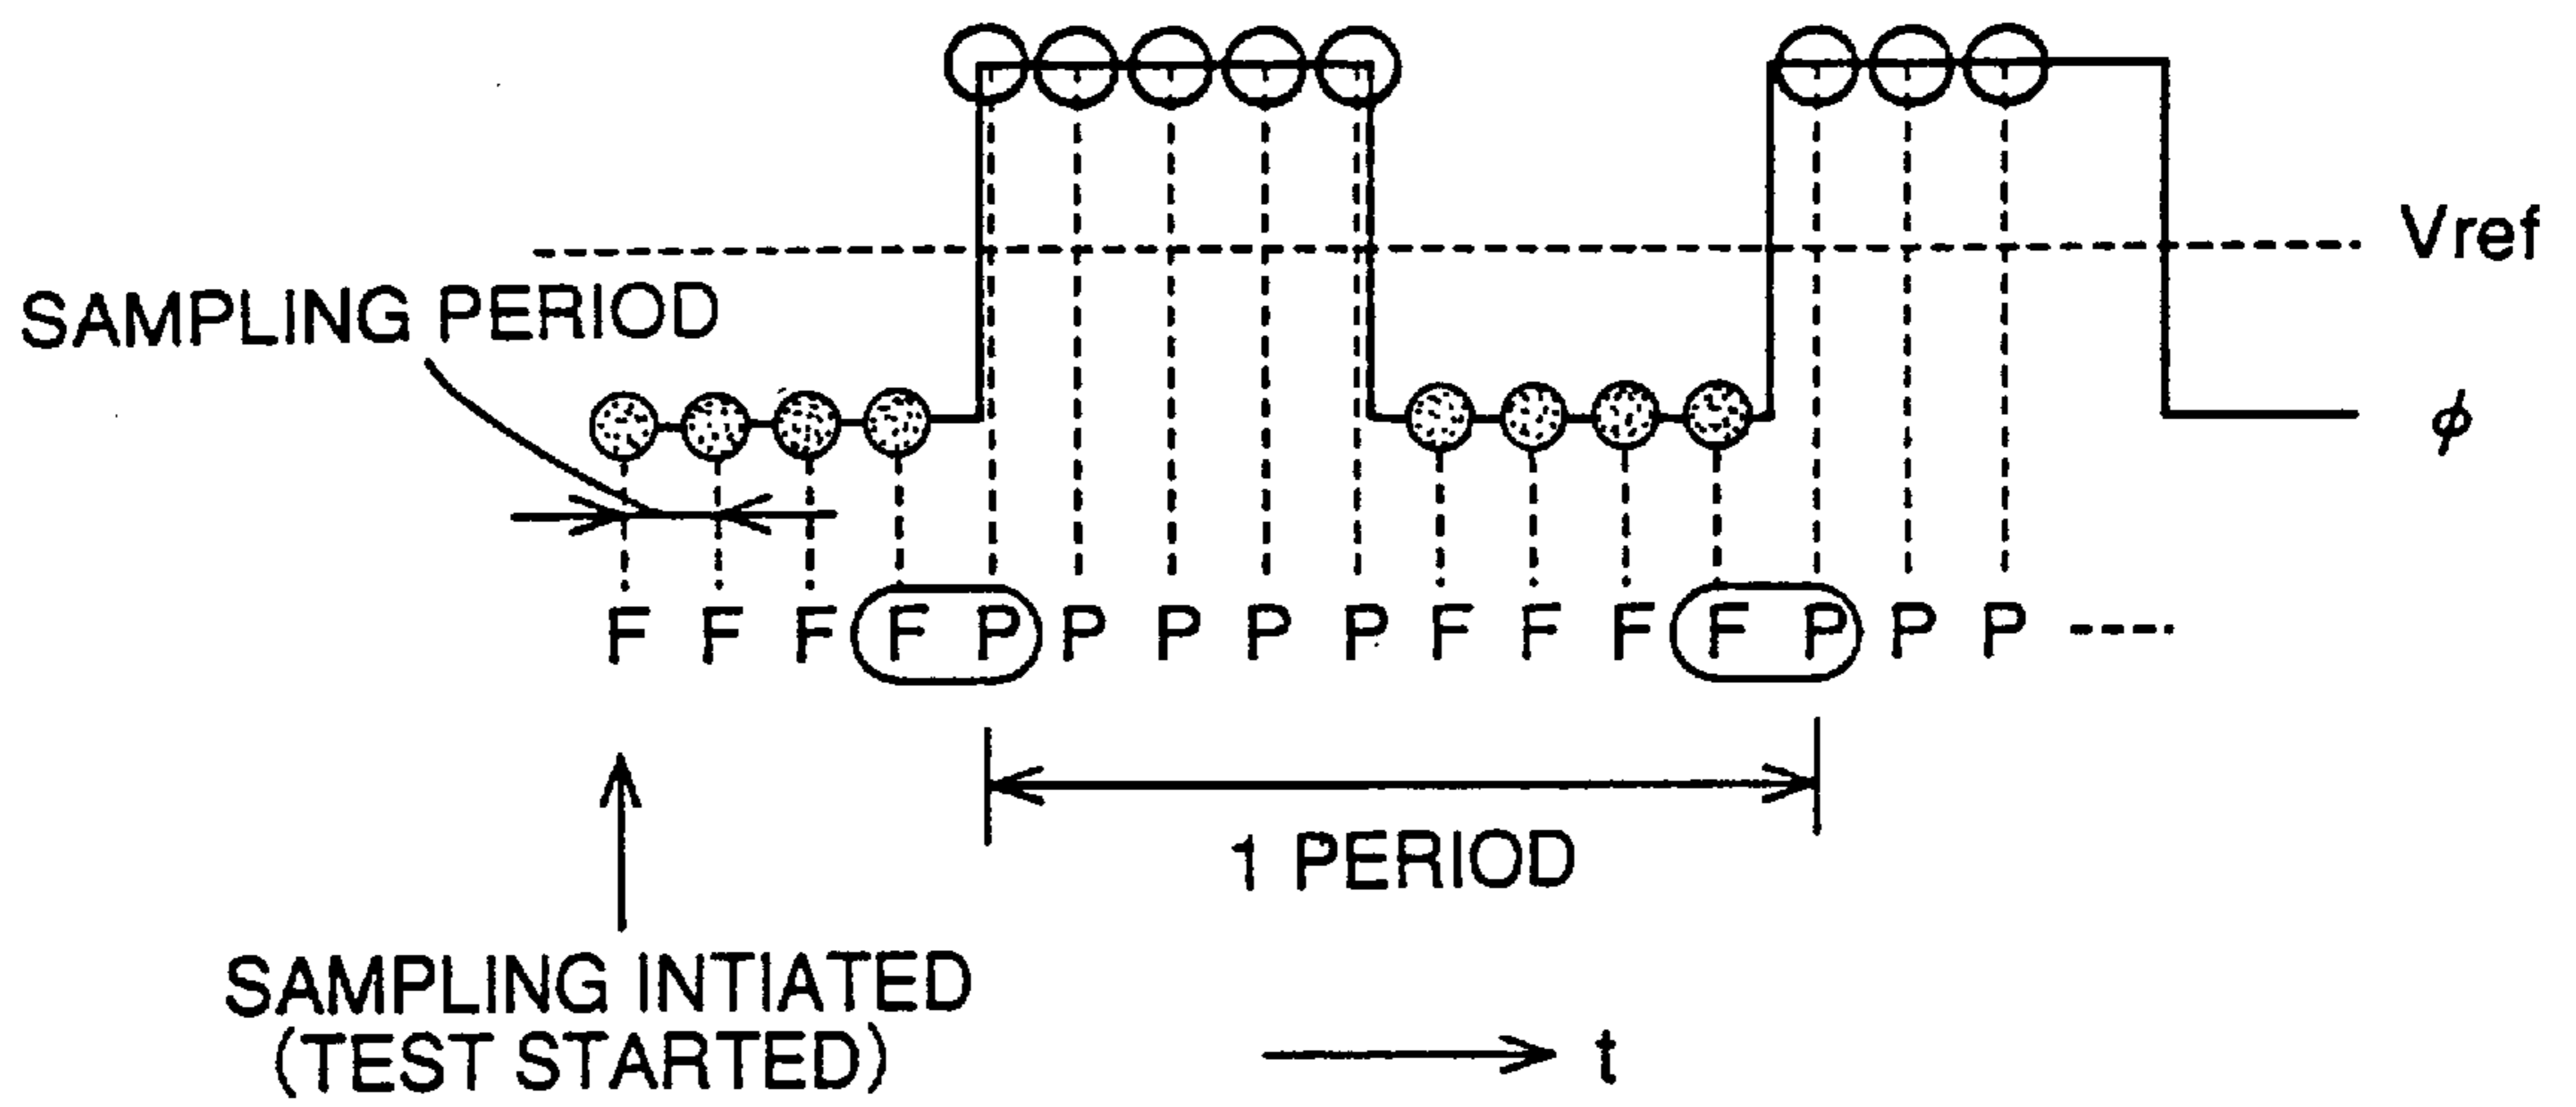 Vref
SAMPLING PERIOD
ϕ
F F F F P P P P P F F F F P P P ----
1 PERIOD
SAMPLING INTIATED
(TEST STARTED)
t